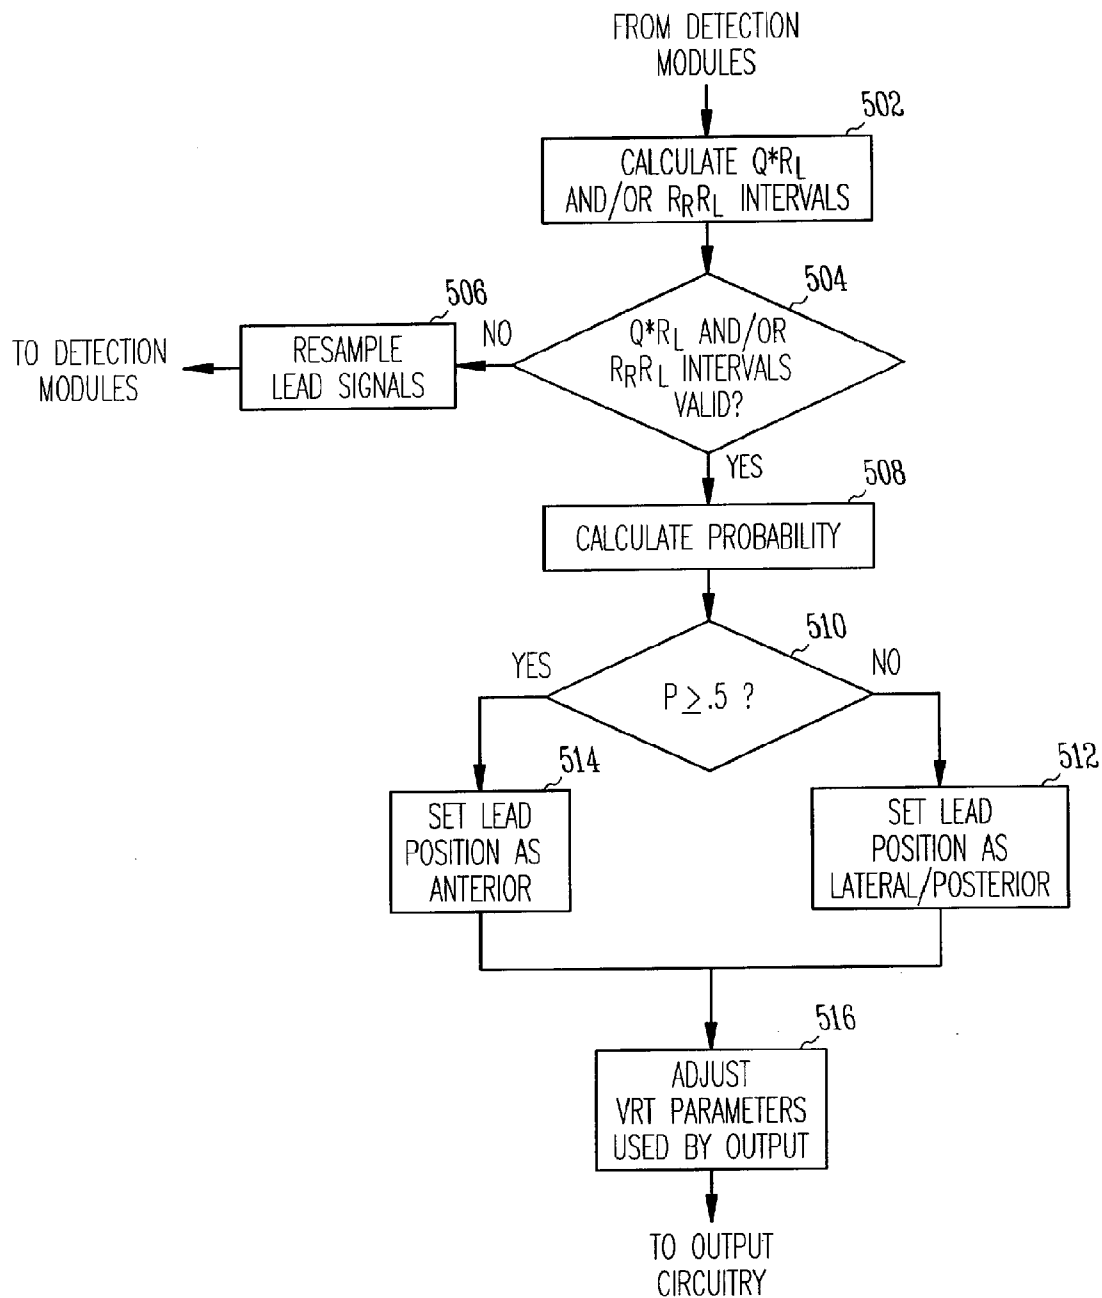 FROM DETECTION
MODULES
502
CALCULATE Q*RL
AND/OR RRRL INTERVALS
504
Q*RL AND/OR
RRRL INTERVALS
VALID?
NO
506
RESAMPLE
LEAD SIGNALS
TO DETECTION
MODULES
YES
508
CALCULATE PROBABILITY
510
P ≥ .5 ?
YES
NO
514
SET LEAD
POSITION AS
ANTERIOR
512
SET LEAD
POSITION AS
LATERAL/POSTERIOR
516
ADJUST
VRT PARAMETERS
USED BY OUTPUT
TO OUTPUT
CIRCUITRY